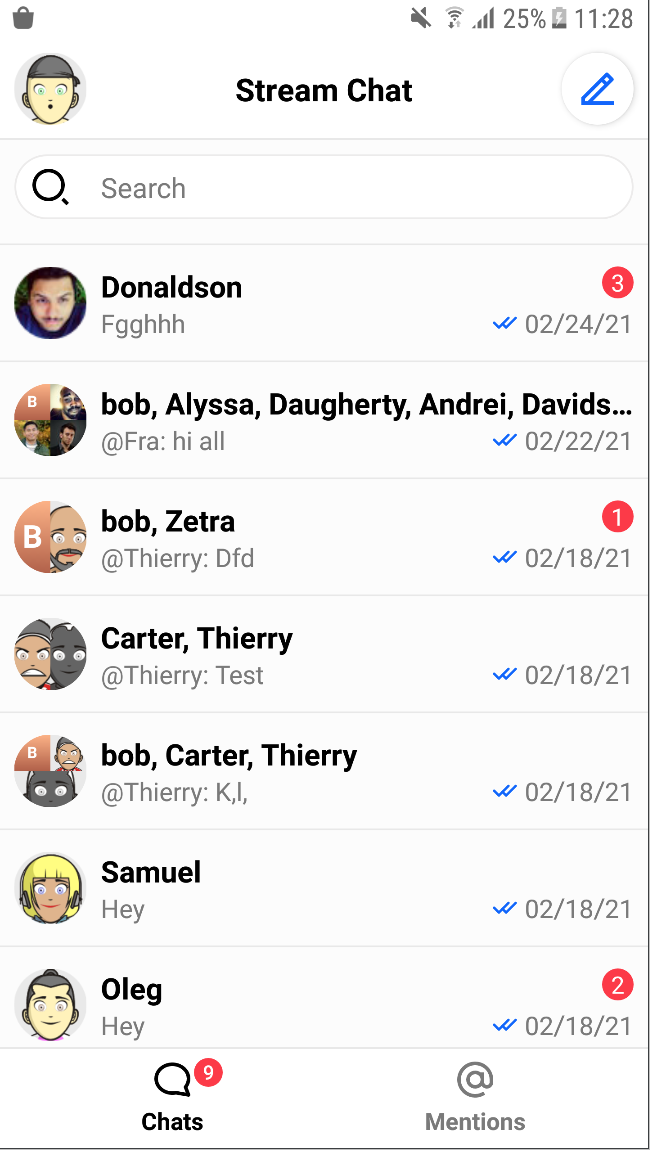 25% 11:28
Stream Chat
Search
Donaldson 3
Fgghhh 02/24/21
B bob, Alyssa, Daugherty, Andrei, Davids...
@Fra: hi all 02/22/21
B bob, Zetra 1
@Thierry: Dfd 02/18/21
Carter, Thierry
@Thierry: Test 02/18/21
B bob, Carter, Thierry
@Thierry: K,l, 02/18/21
Samuel
Hey 02/18/21
Oleg 2
Hey 02/18/21
9
Chats Mentions